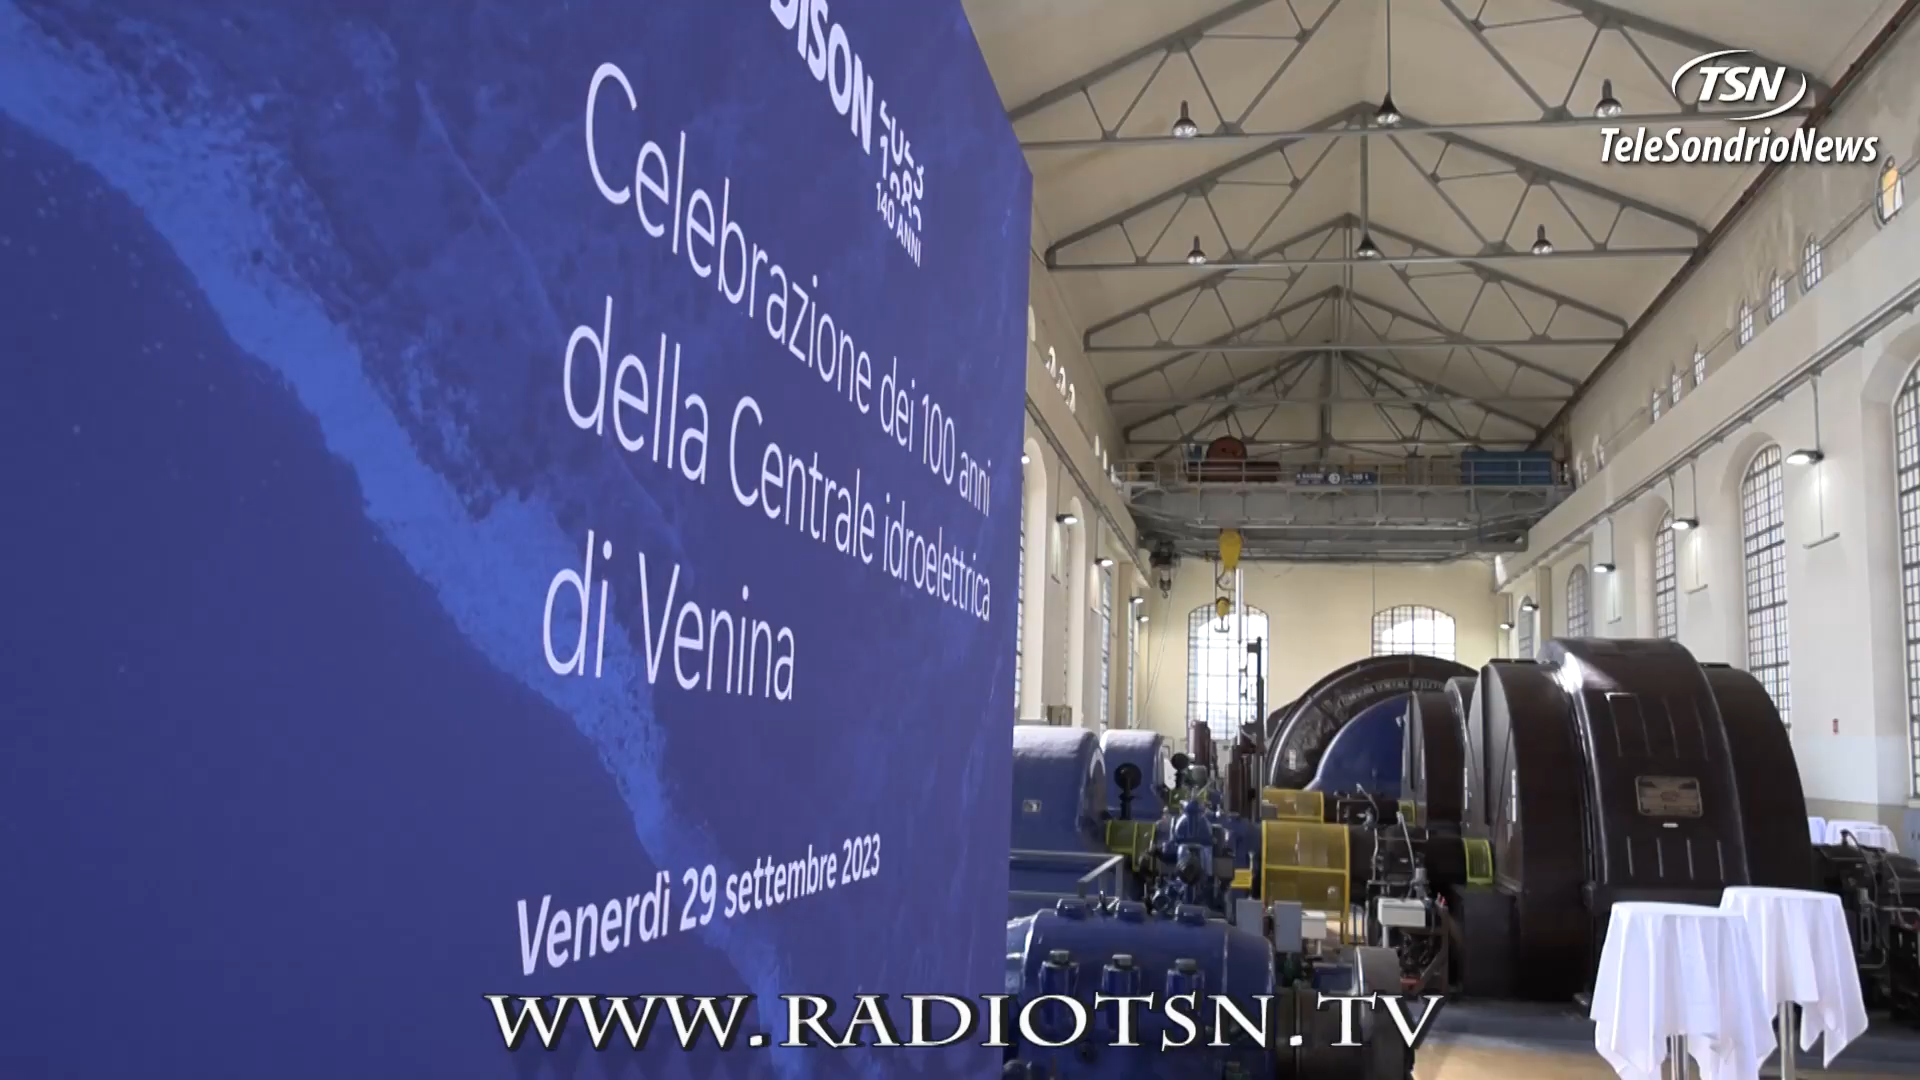 DISON
140 ANNI
Celebrazione dei 100 anni
della Centrale idroelettrica
di Venina
Venerdì 29 settembre 2023
TSN
TeleSondrioNews
WWW.RADIOTSN.TV